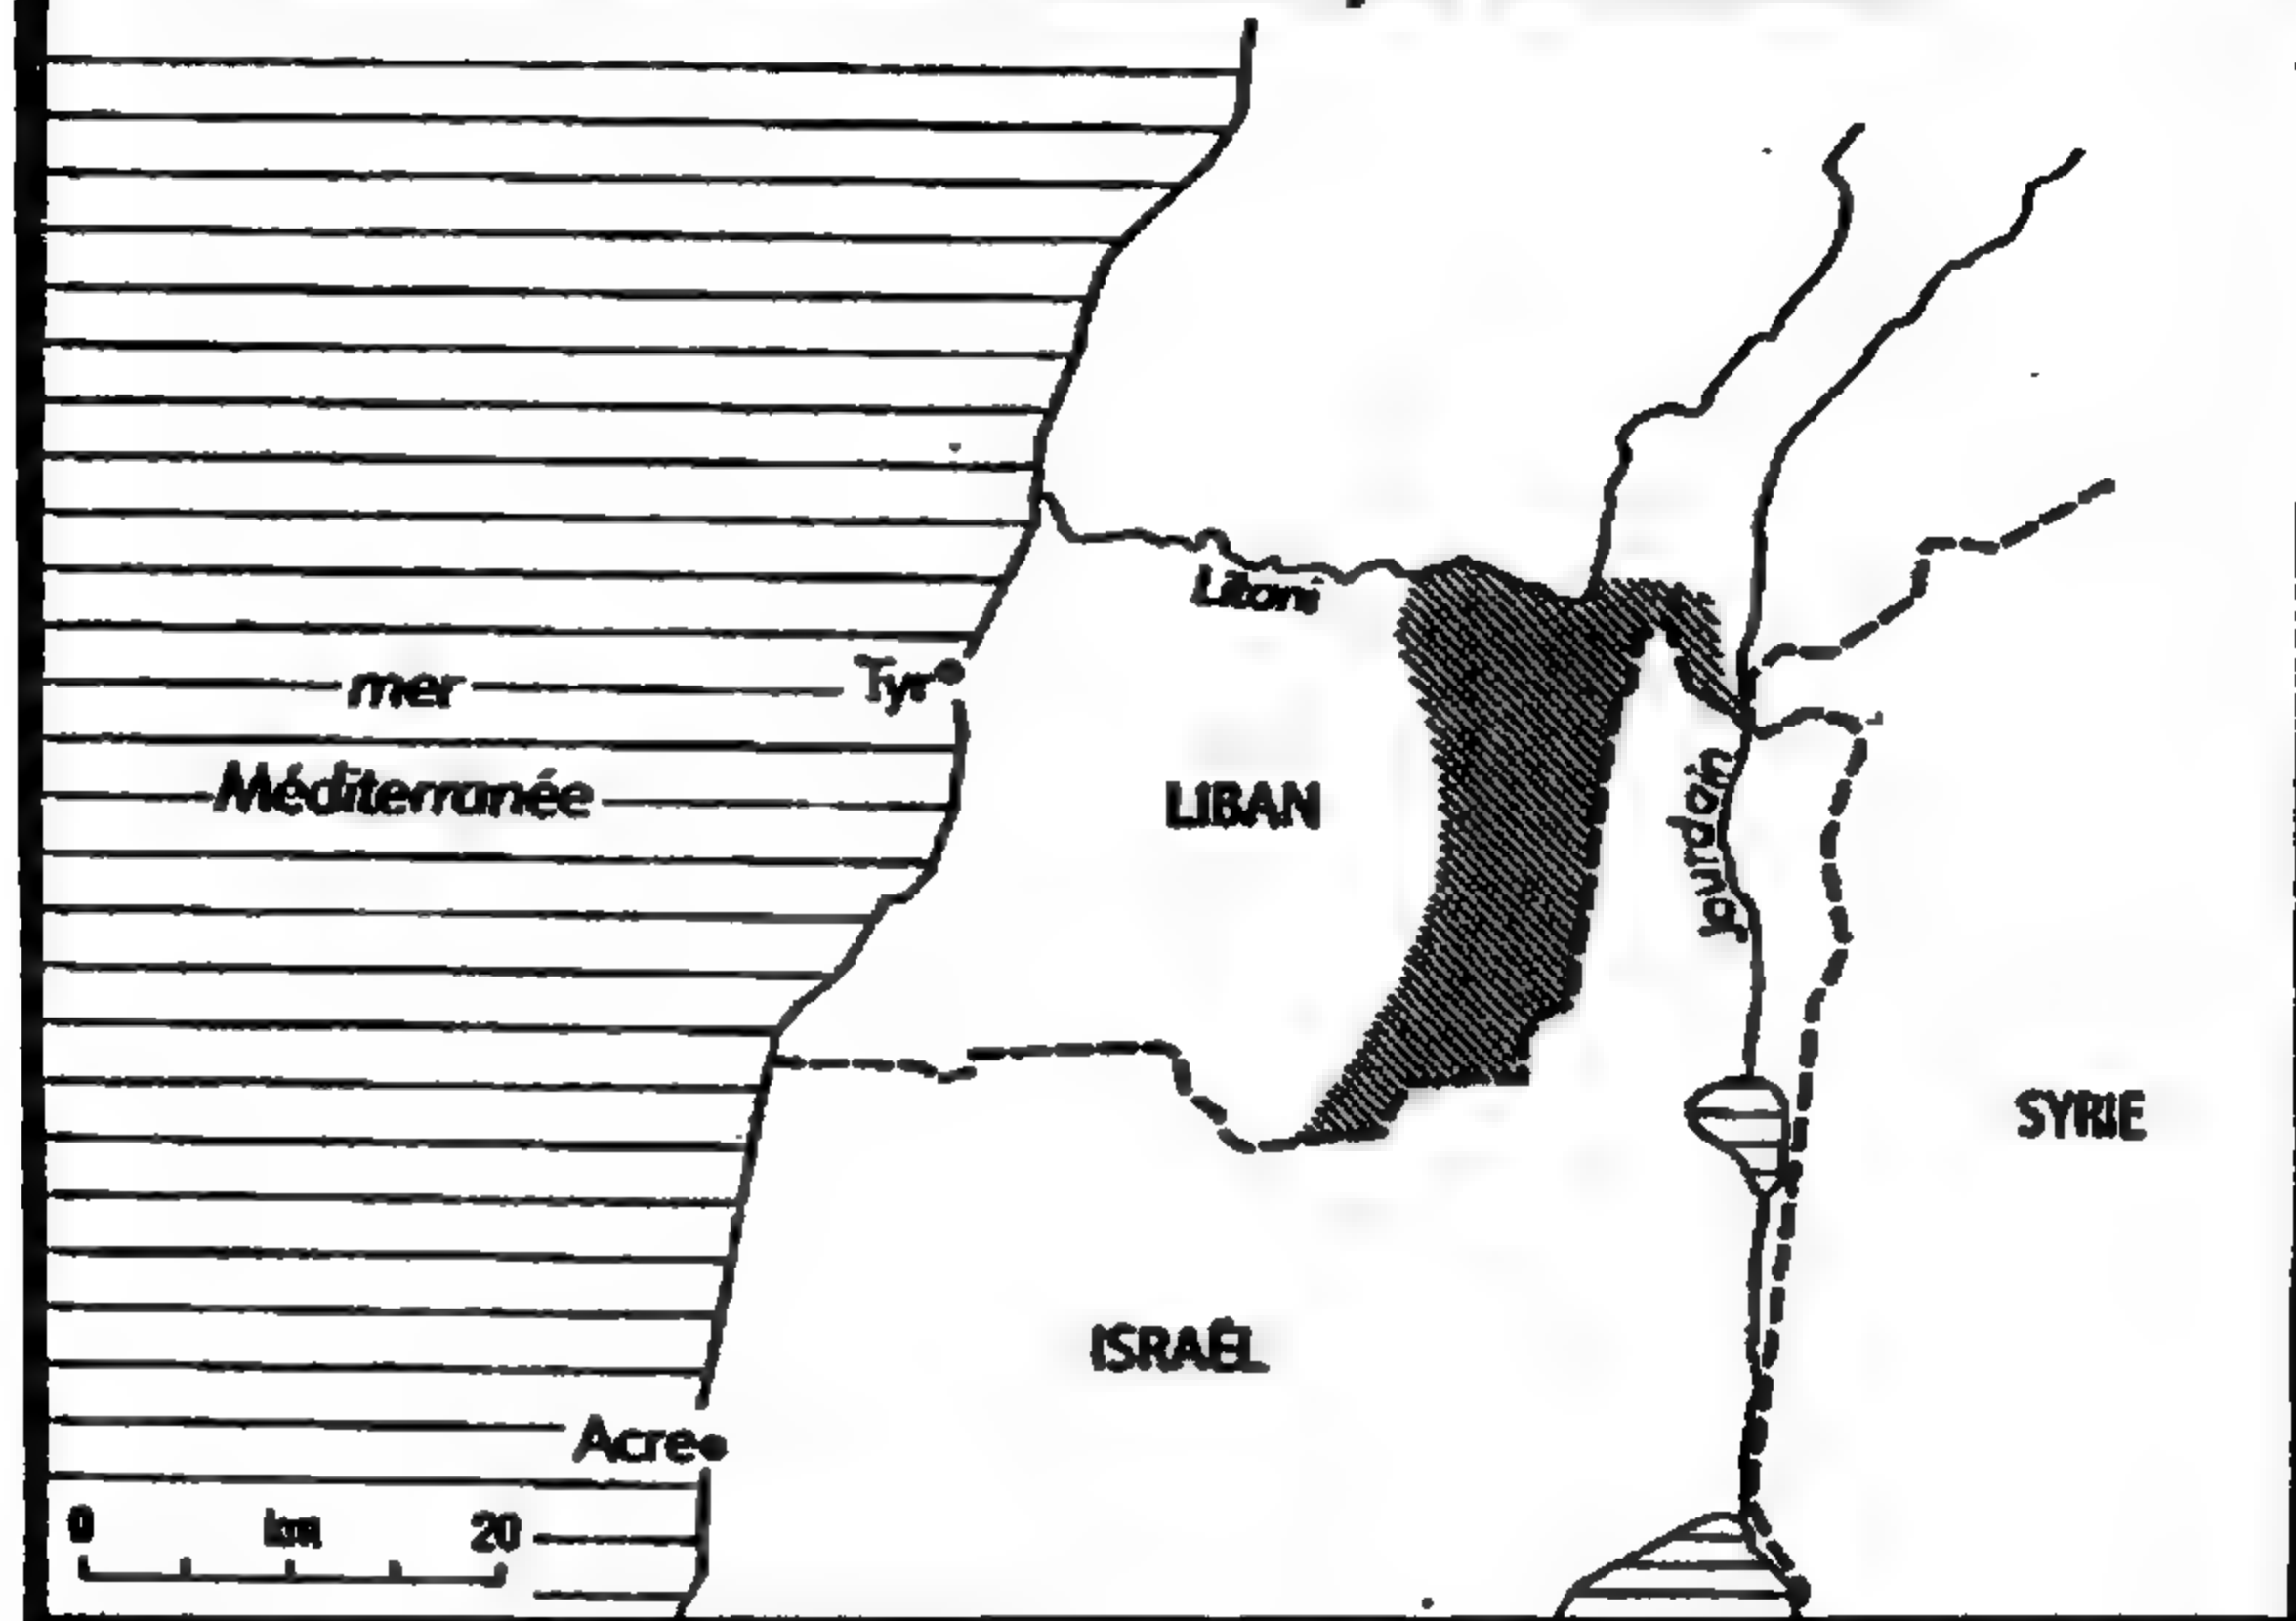 Litani
Tyr
mer
Méditerranée
LIBAN
Jourdain
SYRIE
ISRAËL
Acre
0 km 20